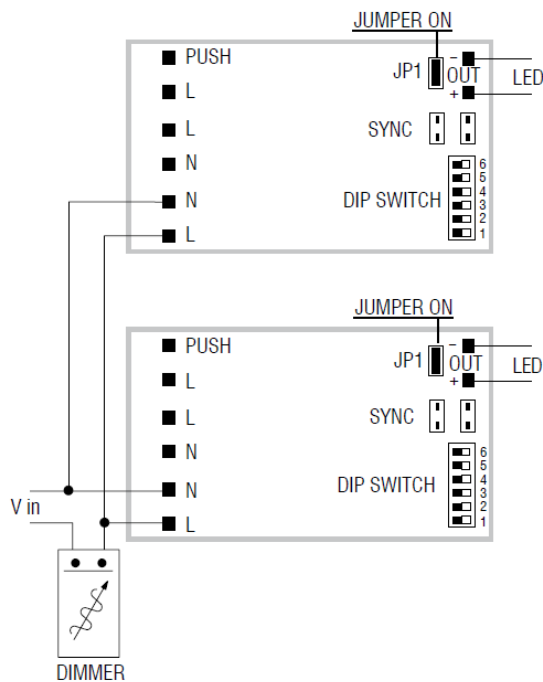 JUMPER ON
PUSH
JP1
-
OUT
+
LED
L
L
SYNC
N
N
L
DIP SWITCH
6
5
4
3
2
1
JUMPER ON
PUSH
JP1
-
OUT
+
LED
L
L
SYNC
N
N
L
DIP SWITCH
6
5
4
3
2
1
V in
DIMMER